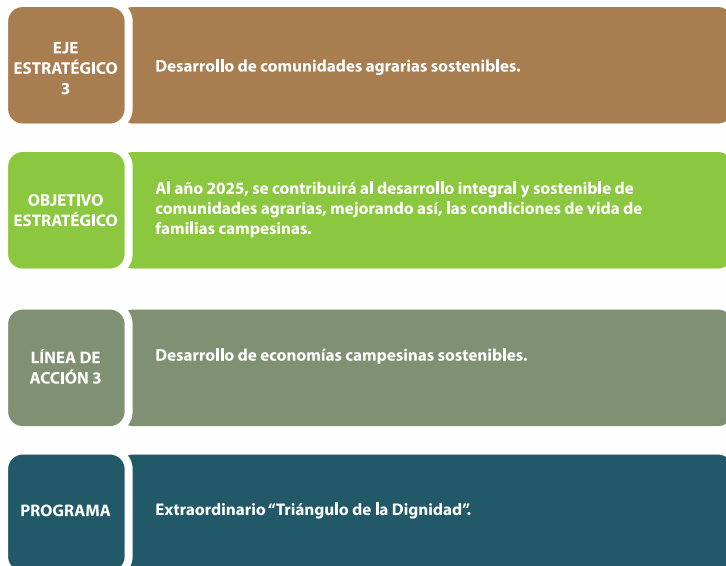 EJE
ESTRATÉGICO
3
Desarrollo de comunidades agrarias sostenibles.
OBJETIVO
ESTRATÉGICO
Al año 2025, se contribuirá al desarrollo integral y sostenible de
comunidades agrarias, mejorando así, las condiciones de vida de
familias campesinas.
LÍNEA DE
ACCIÓN 3
Desarrollo de economías campesinas sostenibles.
PROGRAMA
Extraordinario “Triángulo de la Dignidad”.